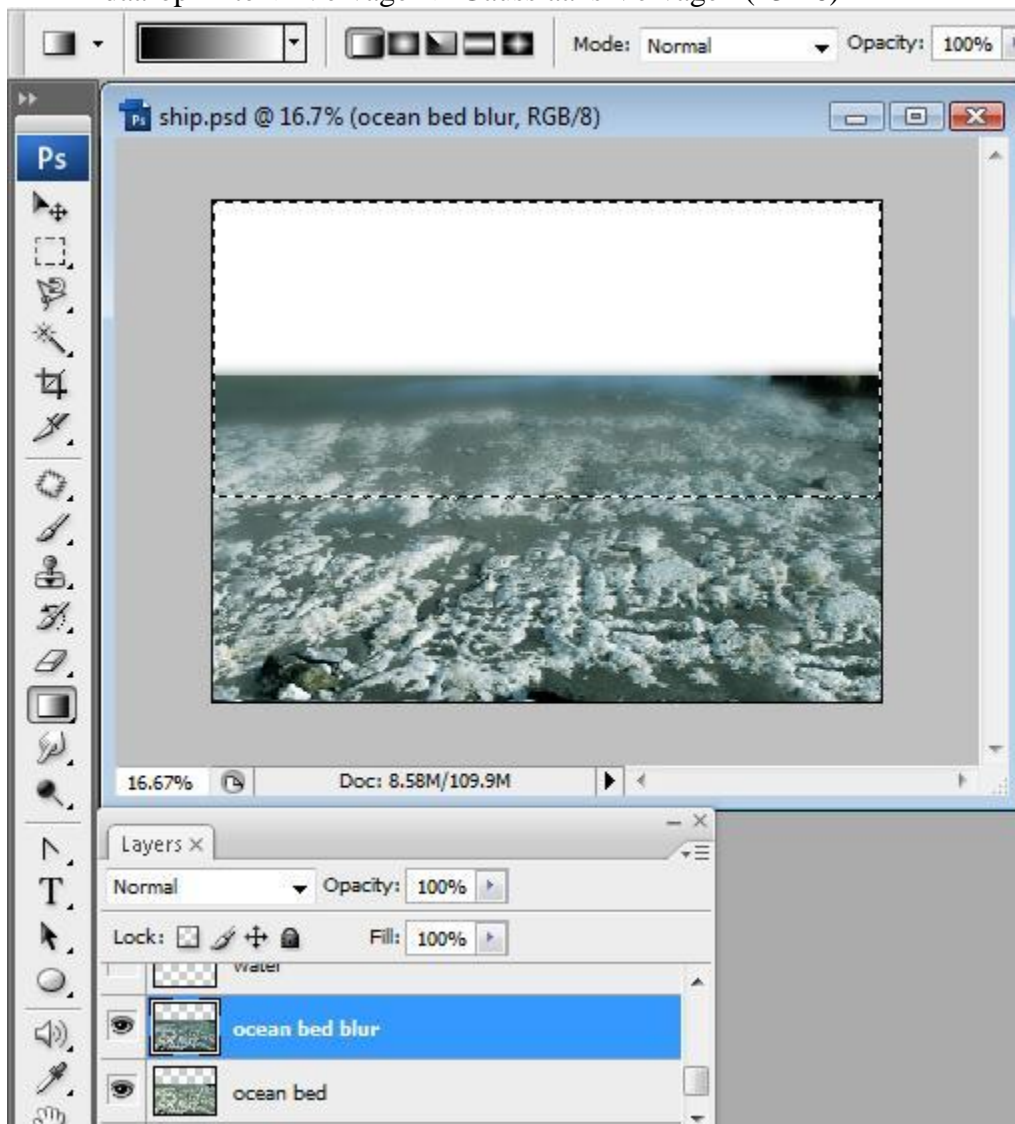 Mode: Normal Opacity: 100%
ship.psd @ 16.7% (ocean bed blur, RGB/8)
Ps
16.67% Doc: 8.58M/109.9M
Layers
Normal Opacity: 100%
Lock: Fill: 100%
water
ocean bed blur
ocean bed